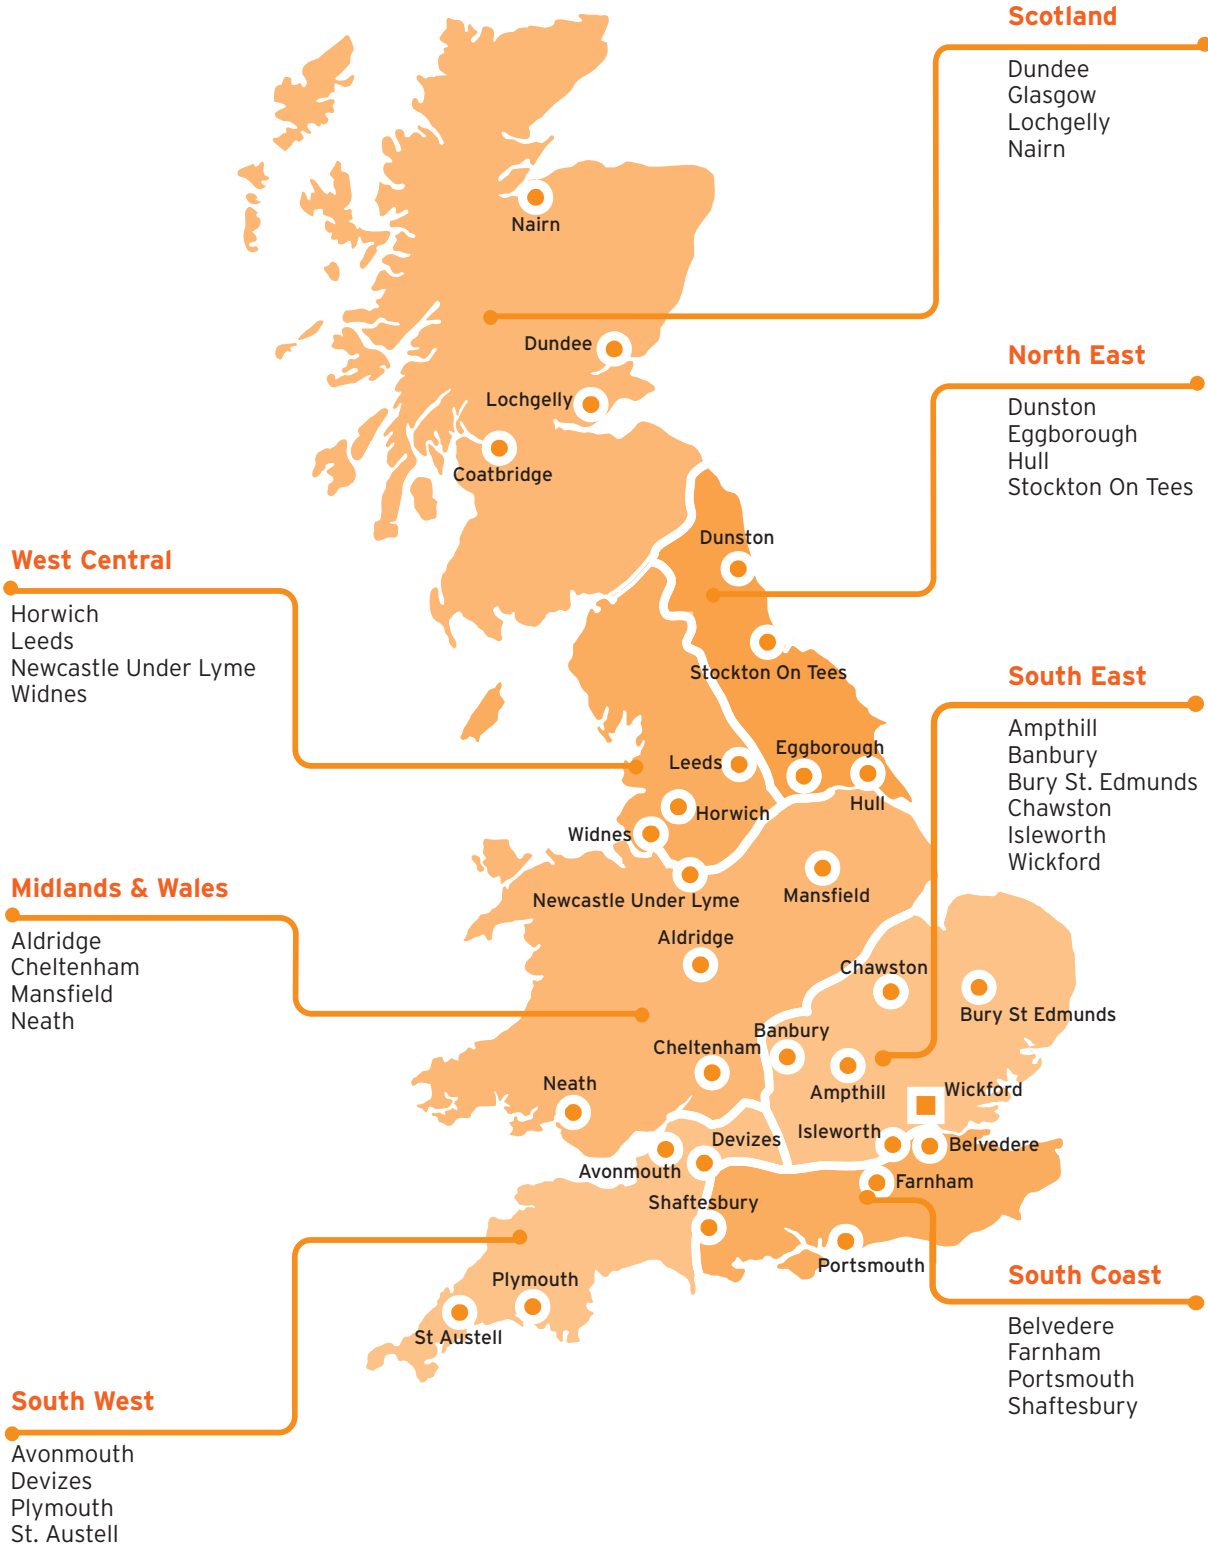 Scotland
Dundee
Glasgow
Lochgelly
Nairn
Nairn
Dundee
Lochgelly
Coatbridge
North East
Dunston
Eggborough
Hull
Stockton On Tees
Dunston
Stockton On Tees
West Central
Horwich
Leeds
Newcastle Under Lyme
Widnes
Eggborough
Leeds
Hull
Horwich
Widnes
Newcastle Under Lyme
Mansfield
South East
Ampthill
Banbury
Bury St. Edmunds
Chawston
Isleworth
Wickford
Midlands & Wales
Aldridge
Cheltenham
Mansfield
Neath
Aldridge
Chawston
Bury St Edmunds
Banbury
Cheltenham
Neath
Ampthill
Wickford
Isleworth
Devizes
Belvedere
Avonmouth
Farnham
Shaftesbury
Portsmouth
Plymouth
St Austell
South Coast
Belvedere
Farnham
Portsmouth
Shaftesbury
South West
Avonmouth
Devizes
Plymouth
St. Austell